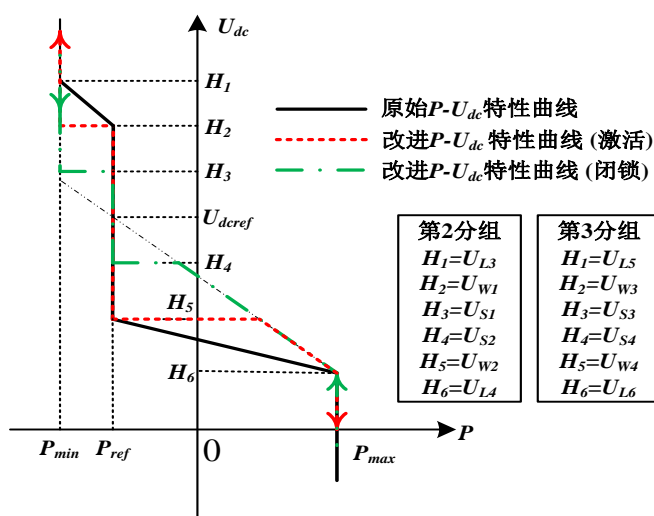 U_dc
H_1
H_2
H_3
U_dcref
H_4
H_5
H_6
P_min
P_ref
0
P_max
P
原始P-U_dc特性曲线
改进P-U_dc特性曲线 (激活)
改进P-U_dc特性曲线 (闭锁)
第2分组
H_1=U_L3
H_2=U_W1
H_3=U_S1
H_4=U_S2
H_5=U_W2
H_6=U_L4
第3分组
H_1=U_L5
H_2=U_W3
H_3=U_S3
H_4=U_S4
H_5=U_W4
H_6=U_L6